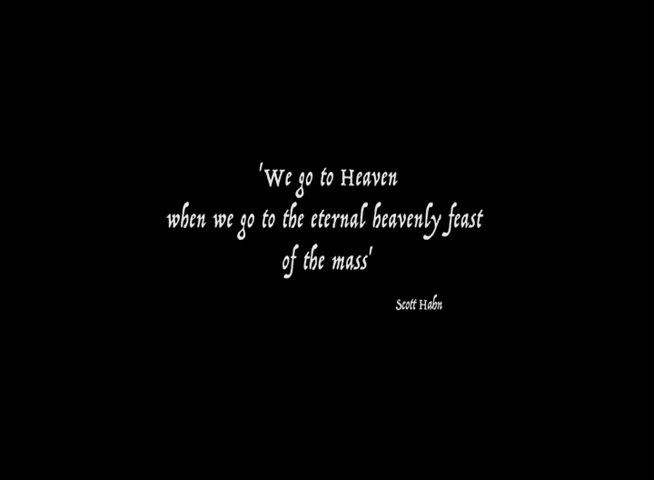 'We go to Heaven
when we go to the eternal heavenly feast
of the mass'
Scott Hahn